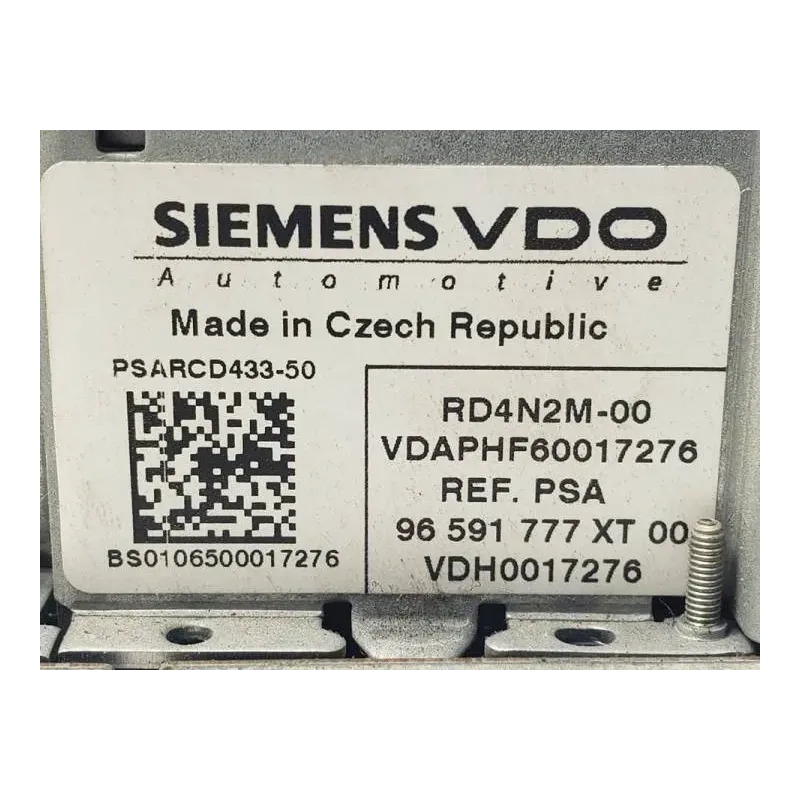 SIEMENS VDO
Automotive
Made in Czech Republic
PSARCD433-50
BS0106500017276
RD4N2M-00
VDAPHF60017276
REF. PSA
96 591 777 XT 00
VDH0017276